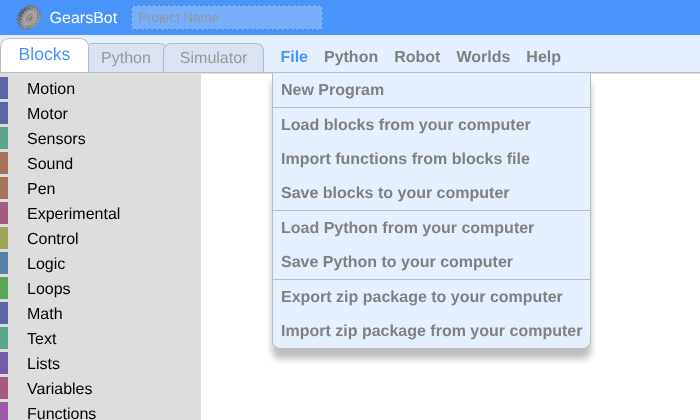 GearsBot
Project Name
Blocks
Python
Simulator
File
Python
Robot
Worlds
Help
Motion
Motor
Sensors
Sound
Pen
Experimental
Control
Logic
Loops
Math
Text
Lists
Variables
Functions
New Program
Load blocks from your computer
Import functions from blocks file
Save blocks to your computer
Load Python from your computer
Save Python to your computer
Export zip package to your computer
Import zip package from your computer